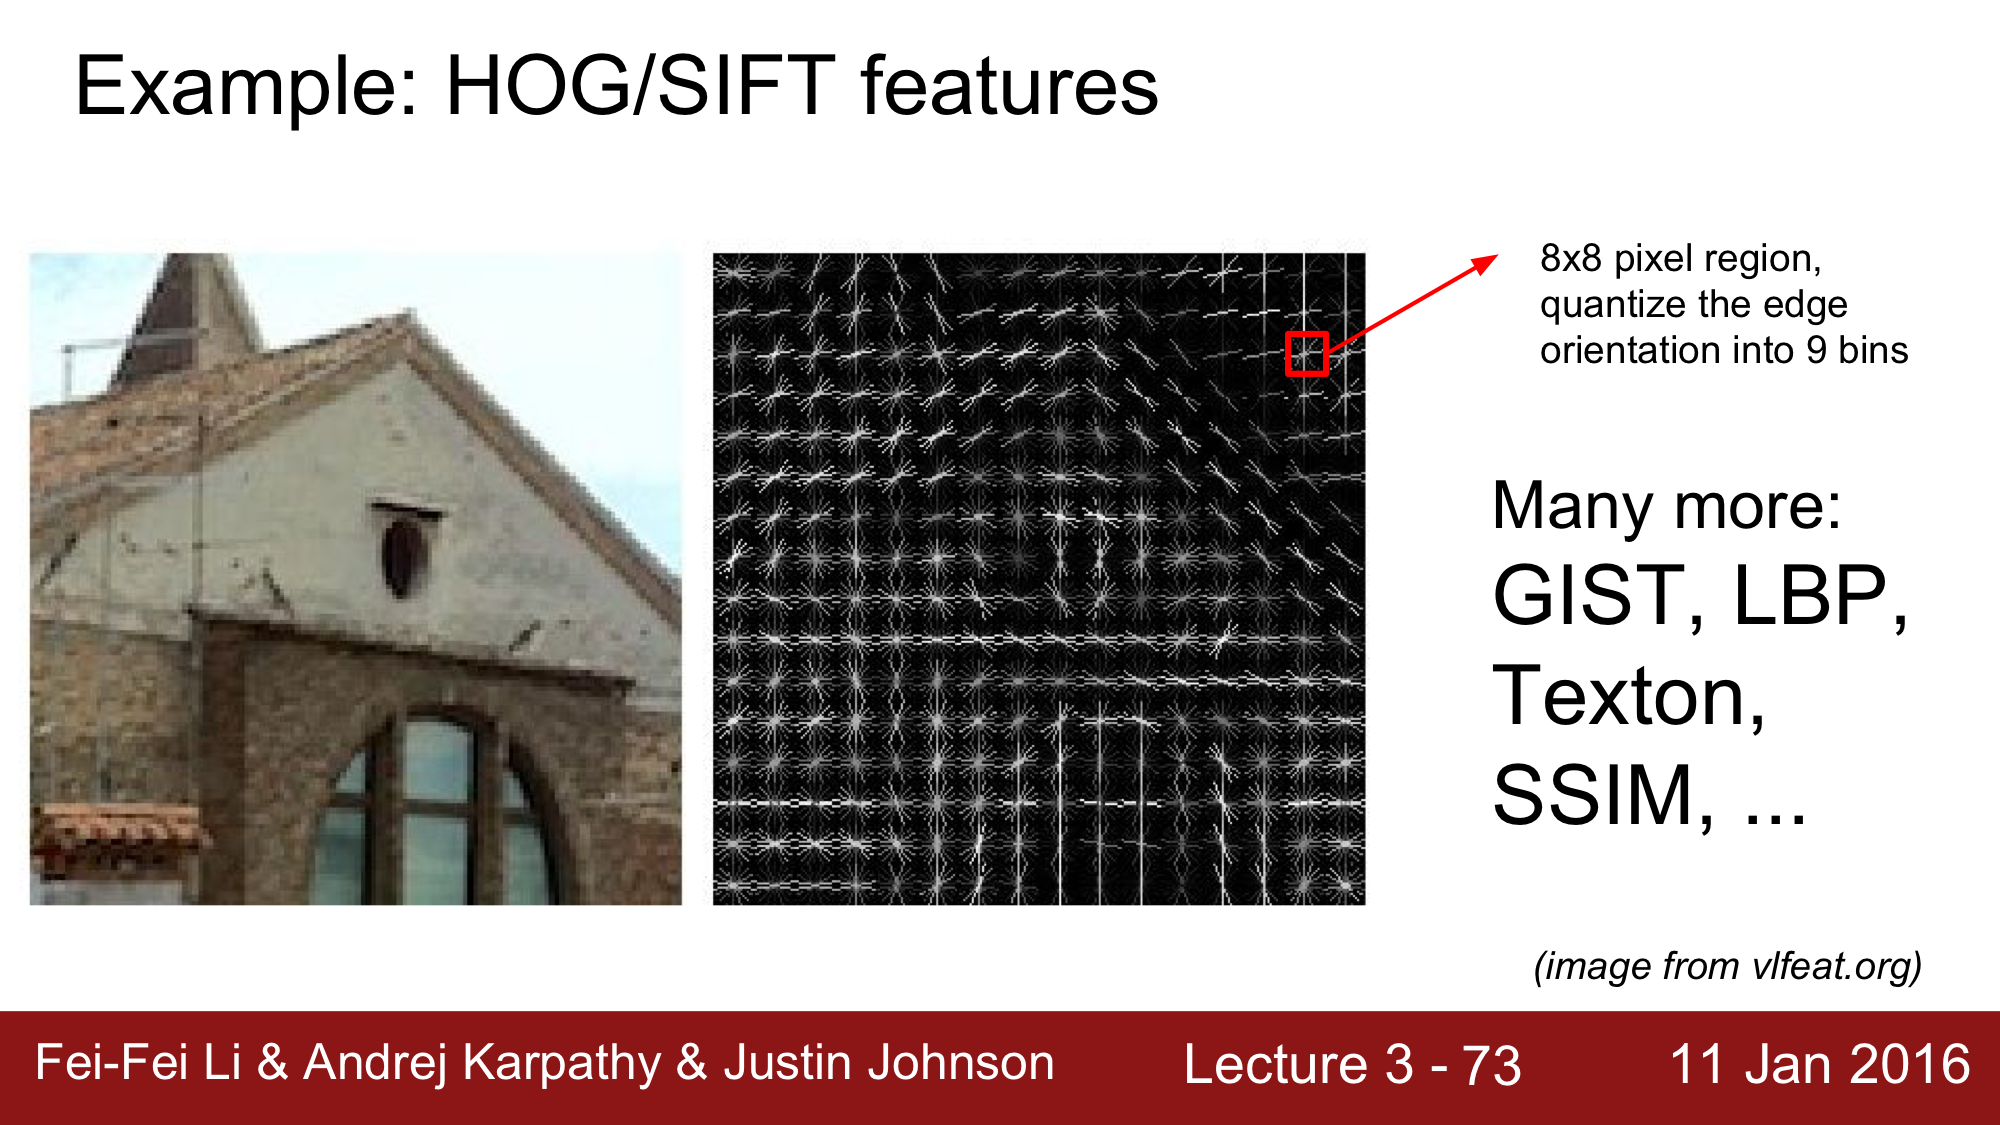 Example: HOG/SIFT features
8x8 pixel region,
quantize the edge
orientation into 9 bins
Many more:
GIST, LBP,
Texton,
SSIM, ...
(image from vlfeat.org)
Fei-Fei Li & Andrej Karpathy & Justin Johnson
Lecture 3 - 73
11 Jan 2016